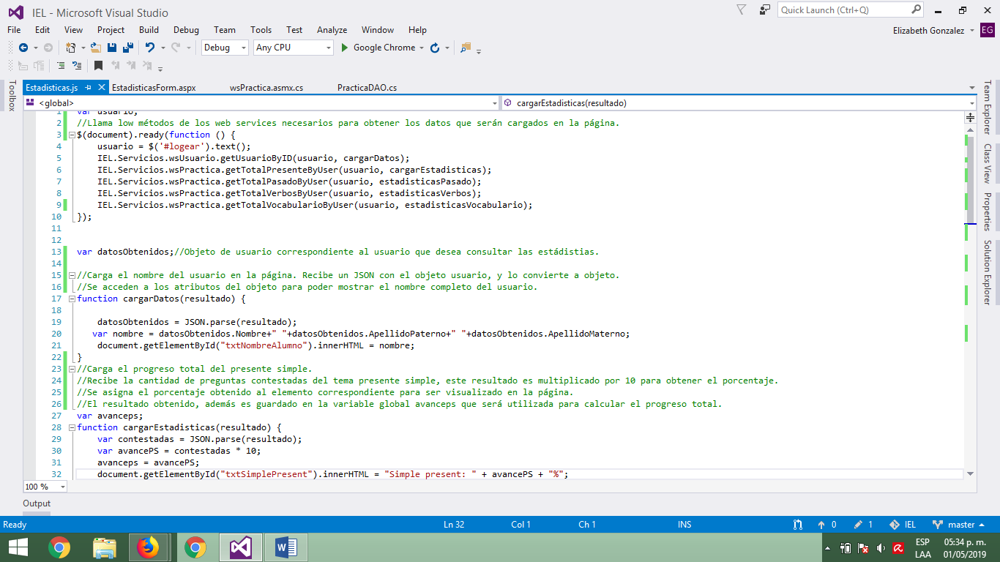 IEL - Microsoft Visual Studio
Quick Launch (Ctrl+Q)
File Edit View Project Build Debug Team Tools Test Analyze Window Help
Elizabeth Gonzalez EG
Debug Any CPU Google Chrome
Toolbox
Estadisticas.js EstadisticasForm.aspx wsPractica.asmx.cs PracticaDAO.cs
<global> cargarEstadisticas(resultado)
1 var usuario;
2 //Llama low métodos de los web services necesarios para obtener los datos que serán cargados en la página.
3 $(document).ready(function () {
4 usuario = $('#logear').text();
5 IEL.Servicios.wsUsuario.getUsuarioByID(usuario, cargarDatos);
6 IEL.Servicios.wsPractica.getTotalPresenteByUser(usuario, cargarEstadisticas);
7 IEL.Servicios.wsPractica.getTotalPasadoByUser(usuario, estadisticasPasado);
8 IEL.Servicios.wsPractica.getTotalVerbosByUser(usuario, estadisticasVerbos);
9 IEL.Servicios.wsPractica.getTotalVocabularioByUser(usuario, estadisticasVocabulario);
10 });
11
12
13 var datosObtenidos;//Objeto de usuario correspondiente al usuario que desea consultar las estádistias.
14
15 //Carga el nombre del usuario en la página. Recibe un JSON con el objeto usuario, y lo convierte a objeto.
16 //Se acceden a los atributos del objeto para poder mostrar el nombre completo del usuario.
17 function cargarDatos(resultado) {
18
19 datosObtenidos = JSON.parse(resultado);
20 var nombre = datosObtenidos.Nombre+" "+datosObtenidos.ApellidoPaterno+" "+datosObtenidos.ApellidoMaterno;
21 document.getElementById("txtNombreAlumno").innerHTML = nombre;
22 }
23 //Carga el progreso total del presente simple.
24 //Recibe la cantidad de preguntas contestadas del tema presente simple, este resultado es multiplicado por 10 para obtener el porcentaje.
25 //Se asigna el porcentaje obtenido al elemento correspondiente para ser visualizado en la página.
26 //El resultado obtenido, además es guardado en la variable global avanceps que será utilizada para calcular el progreso total.
27 var avanceps;
28 function cargarEstadisticas(resultado) {
29 var contestadas = JSON.parse(resultado);
30 var avancePS = contestadas * 10;
31 avanceps = avancePS;
32 document.getElementById("txtSimplePresent").innerHTML = "Simple present: " + avancePS + "%";
Team Explorer
Class View
Properties
Solution Explorer
100 %
Output
Ready Ln 32 Col 1 Ch 1 INS 0 1 IEL master
ESP 05:34 p. m.
LAA 01/05/2019